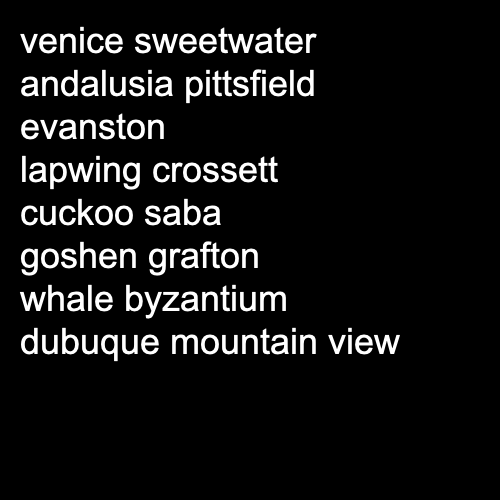 venice sweetwater
andalusia pittsfield
evanston
lapwing crossett
cuckoo saba
goshen grafton
whale byzantium
dubuque mountain view